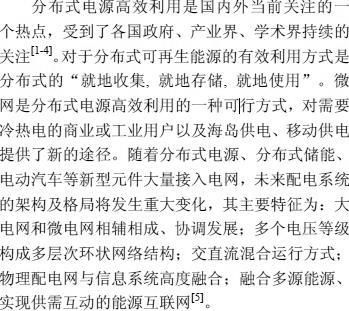 分布式电源高效利用是国内外当前关注的一
个热点，受到了各国政府、产业界、学术界持续的
关注[1-4]。对于分布式可再生能源的有效利用方式是
分布式的“就地收集, 就地存储, 就地使用”。微
网是分布式电源高效利用的一种可行方式，对需要
冷热电的商业或工业用户以及海岛供电、移动供电
提供了新的途径。随着分布式电源、分布式储能、
电动汽车等新型元件大量接入电网，未来配电系统
的架构及格局将发生重大变化，其主要特征为：大
电网和微电网相辅相成、协调发展；多个电压等级
构成多层次环状网络结构；交直流混合运行方式；
物理配电网与信息系统高度融合；融合多源能源、
实现供需互动的能源互联网[5]。